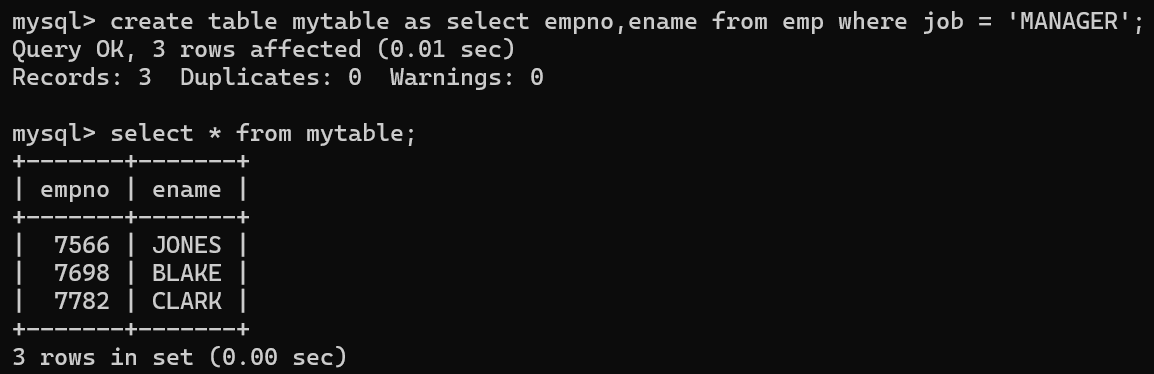 mysql> create table mytable as select empno,ename from emp where job = 'MANAGER';
Query OK, 3 rows affected (0.01 sec)
Records: 3  Duplicates: 0  Warnings: 0

mysql> select * from mytable;
+-------+-------+
| empno | ename |
+-------+-------+
|  7566 | JONES |
|  7698 | BLAKE |
|  7782 | CLARK |
+-------+-------+
3 rows in set (0.00 sec)